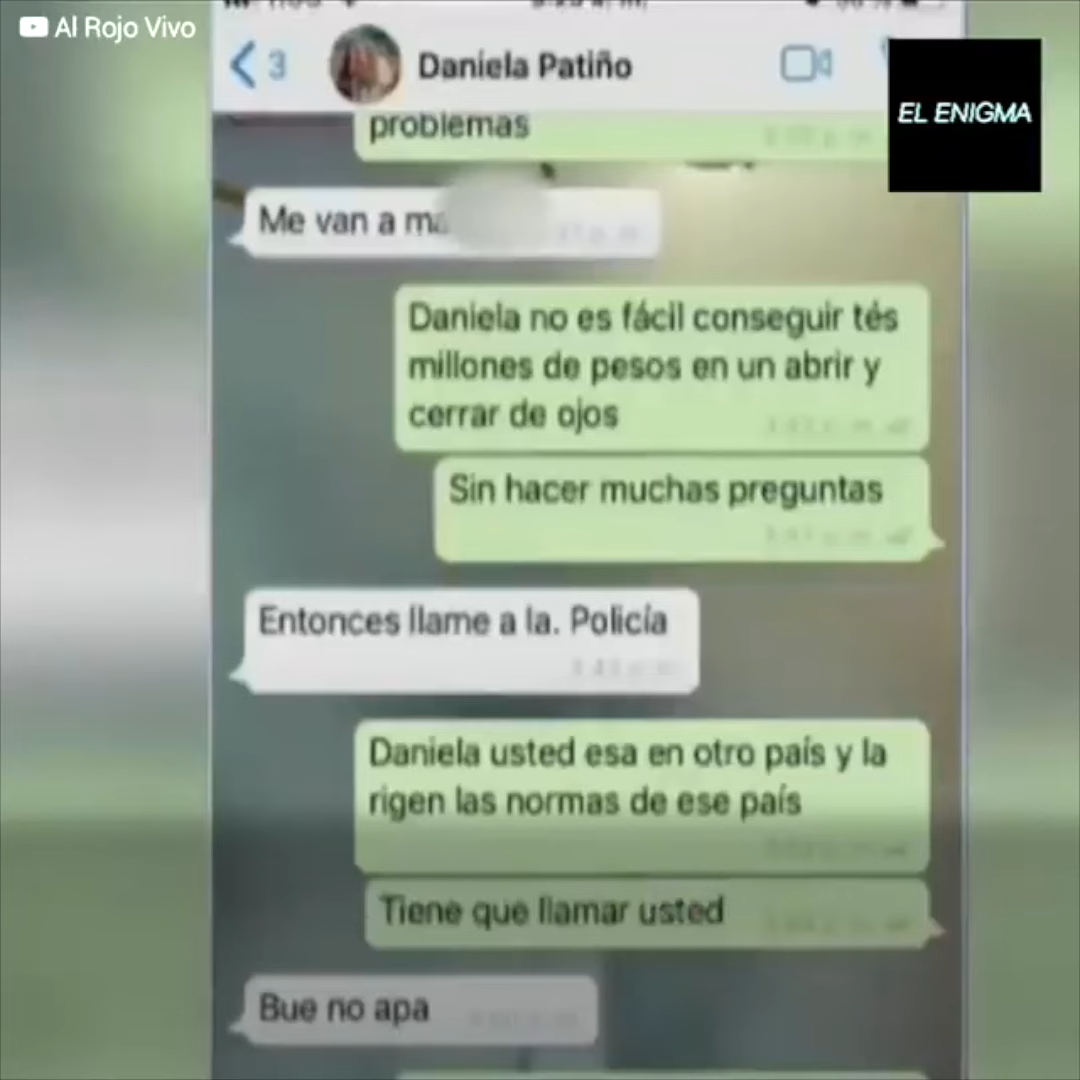 Al Rojo Vivo
3
Daniela Patiño
EL ENIGMA
problemas
Me van a ma
Daniela no es fácil conseguir tés
millones de pesos en un abrir y
cerrar de ojos
Sin hacer muchas preguntas
Entonces llame a la. Policía
Daniela usted esa en otro país y la
rigen las normas de ese país
Tiene que llamar usted
Bue no apa